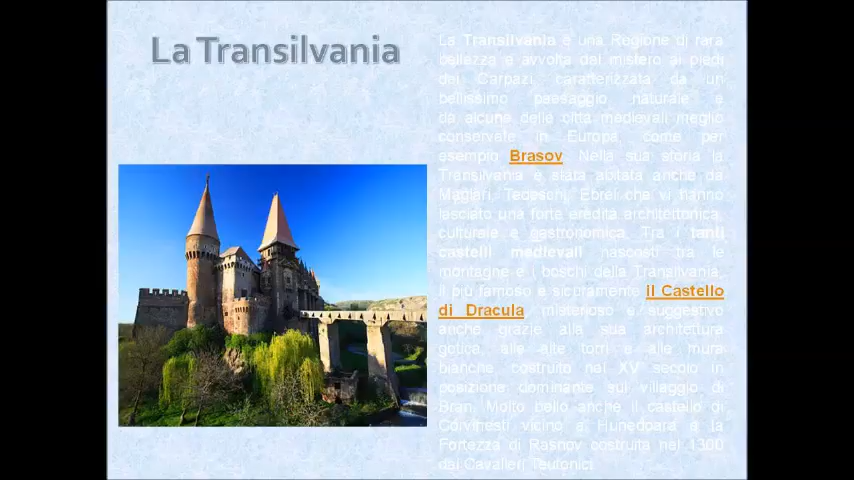 La Transilvania
La Transilvania è una Regione di rara
bellezza e avvolta dal mistero ai piedi
dei Carpazi, caratterizzata da un
bellissimo paesaggio naturale e
da alcune delle città medievali meglio
conservate in Europa, come per
esempio Brasov. Nella sua storia la
Transilvania è stata abitata anche da
Magiari, Tedeschi, Ebrei che vi hanno
lasciato una forte eredità architettonica,
culturale e gastronomica. Tra i tanti
castelli medievali nascosti tra le
montagne e i boschi della Transilvania,
il più famoso è sicuramente il Castello
di Dracula, misterioso e suggestivo
anche grazie alla sua architettura
gotica, alle alte torri e alle mura
bianche, costruito nel XV secolo in
posizione dominante sul villaggio di
Bran. Molto bello anche il castello di
Corvinesti vicino a Hunedoara e la
Fortezza di Rasnov costruita nel 1300
dai Cavalieri Teutonici.